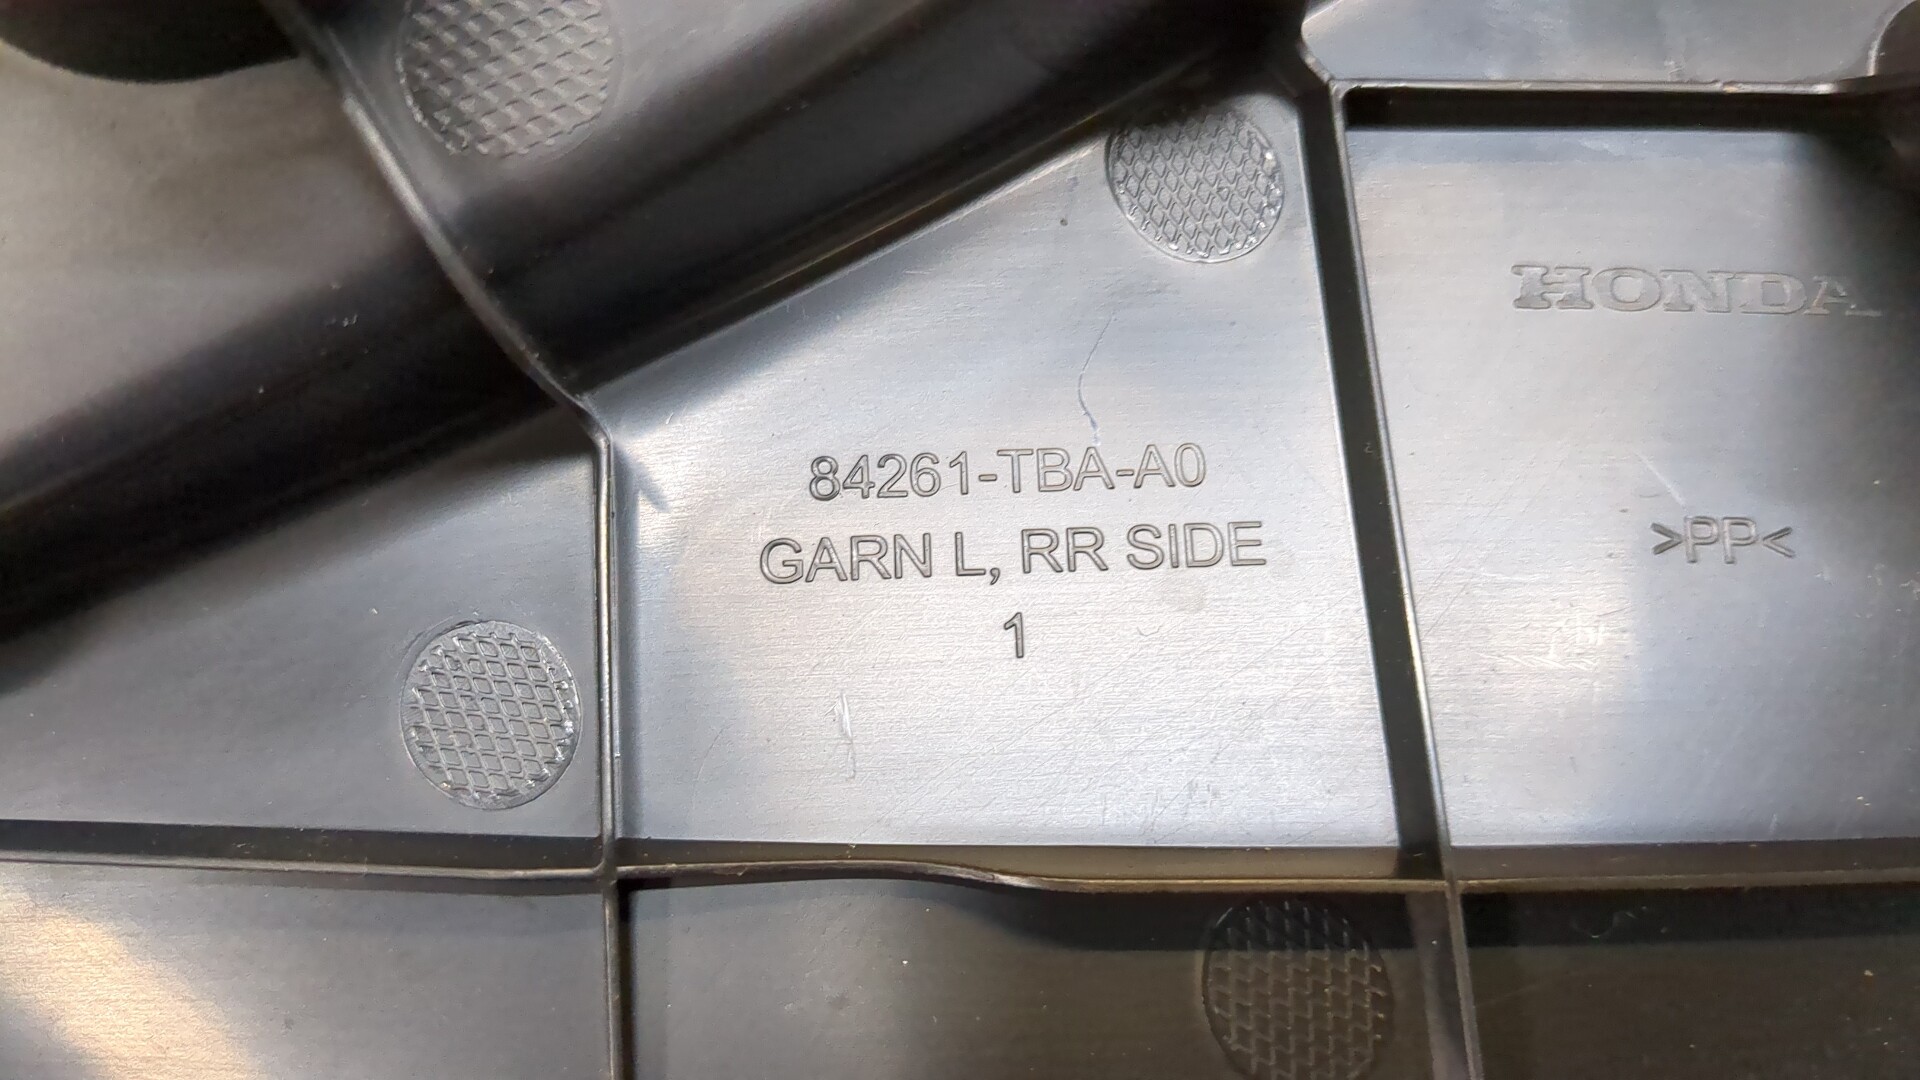 HONDA
84261-TBA-A0
GARN L, RR SIDE
1
>PP<